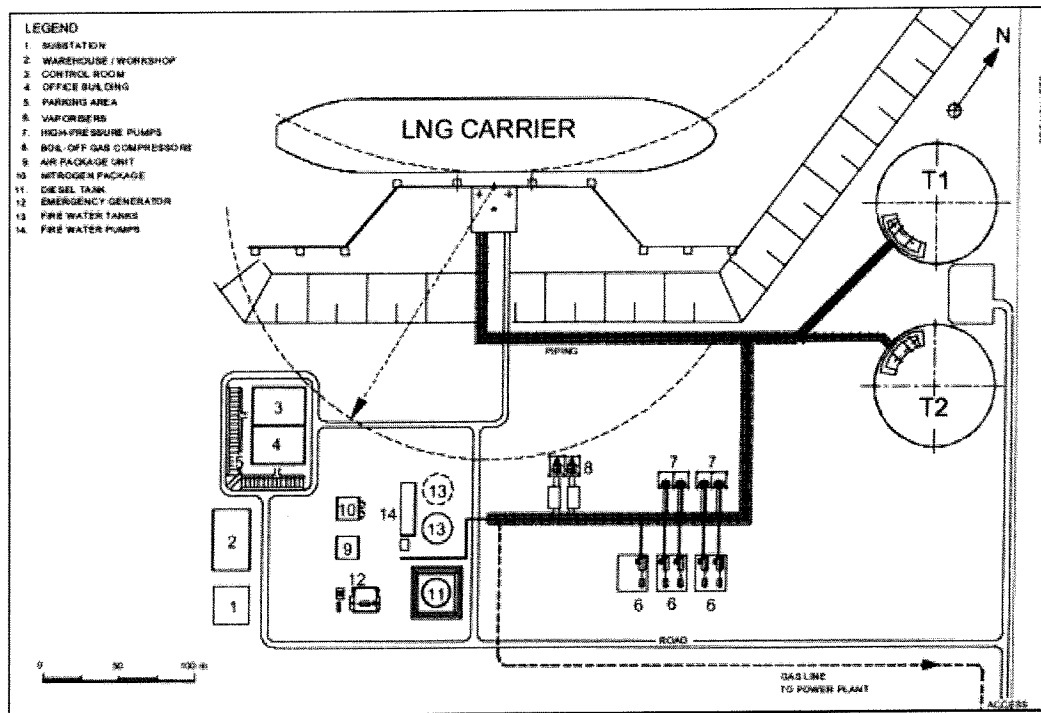 LEGEND
1. SUBSTATION
2. WAREHOUSE / WORKSHOP
3. CONTROL ROOM
4. OFFICE BUILDING
5. PARKING AREA
6. VAPORISERS
7. HIGH-PRESSURE PUMPS
8. BOIL-OFF GAS COMPRESSORS
9. AIR PACKAGE UNIT
10. NITROGEN PACKAGE
11. DIESEL TANK
12. EMERGENCY GENERATOR
13. FIRE WATER TANKS
14. FIRE WATER PUMPS
N
LNG CARRIER
T1
PIPING
T2
3
4
5
8
7 7
13
10
14
13
2
9
12
11
6 6 6
1
ROAD
0 50 100 m
GAS LINE
TO POWER PLANT
ACCESS